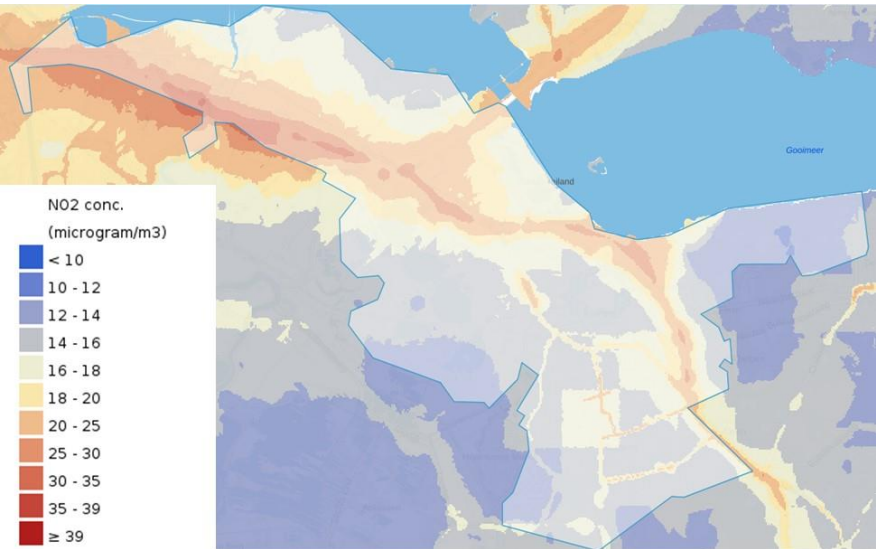 Gooimeer
NO2 conc.
(microgram/m3)
< 10
10 - 12
12 - 14
14 - 16
16 - 18
18 - 20
20 - 25
25 - 30
30 - 35
35 - 39
≥ 39